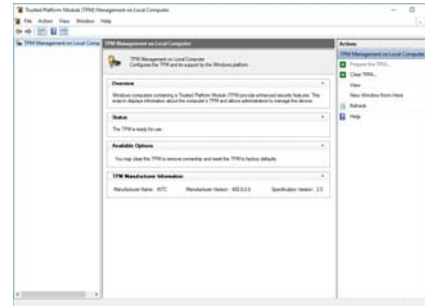 Trusted Platform Module (TPM) Management on Local Computer
File Action View Window Help
TPM Management on Local Comp
TPM Management on Local Computer
TPM Management on Local Computer
Configures the TPM and its support by the Windows platform
Overview
Windows computers containing a Trusted Platform Module (TPM) provide enhanced security features. This
snap-in displays information about the computer's TPM and allows administrators to manage the device.
Status
The TPM is ready for use.
Available Options
You may clear the TPM to remove ownership and reset the TPM to factory defaults.
TPM Manufacturer Information
Manufacturer Name: INTC Manufacturer Version: Specification Version: 2.0
Actions
TPM Management on Local Computer
Prepare the TPM...
Clear TPM...
View
New Window from Here
Refresh
Help